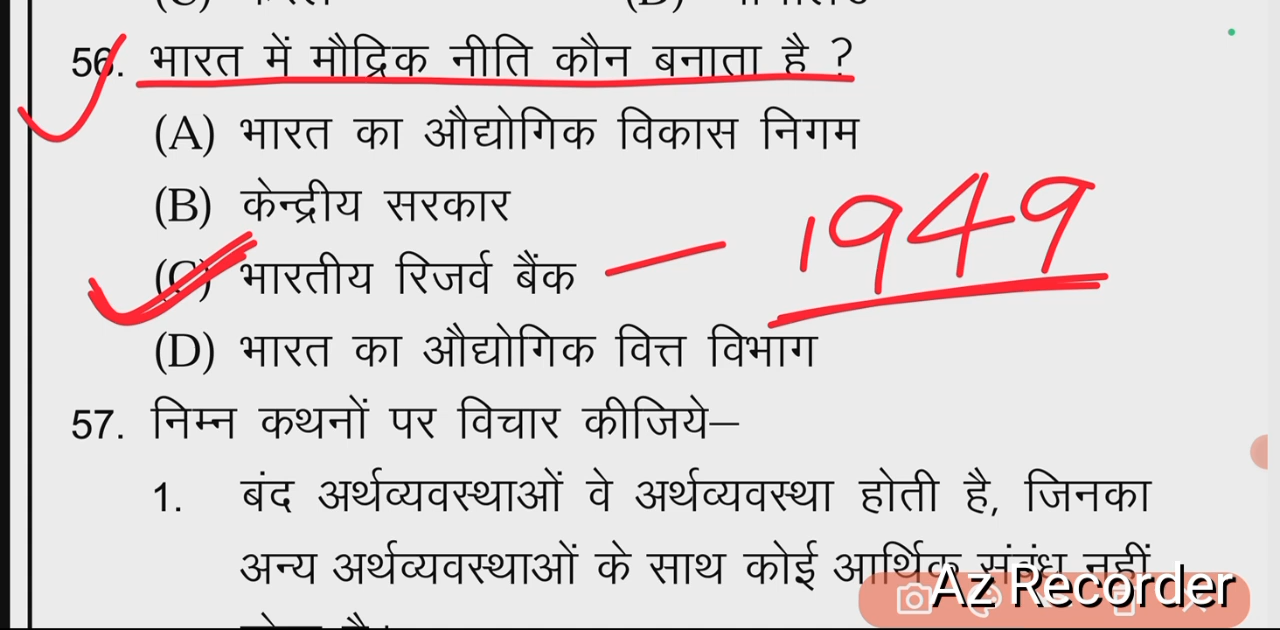 56. भारत में मौद्रिक नीति कौन बनाता है ?
(A) भारत का औद्योगिक विकास निगम
(B) केन्द्रीय सरकार
(C) भारतीय रिजर्व बैंक — 1949
(D) भारत का औद्योगिक वित्त विभाग
57. निम्न कथनों पर विचार कीजिये–
1. बंद अर्थव्यवस्थाओं वे अर्थव्यवस्था होती है, जिनका
अन्य अर्थव्यवस्थाओं के साथ कोई आर्थिक संबंध नहीं
Az Recorder